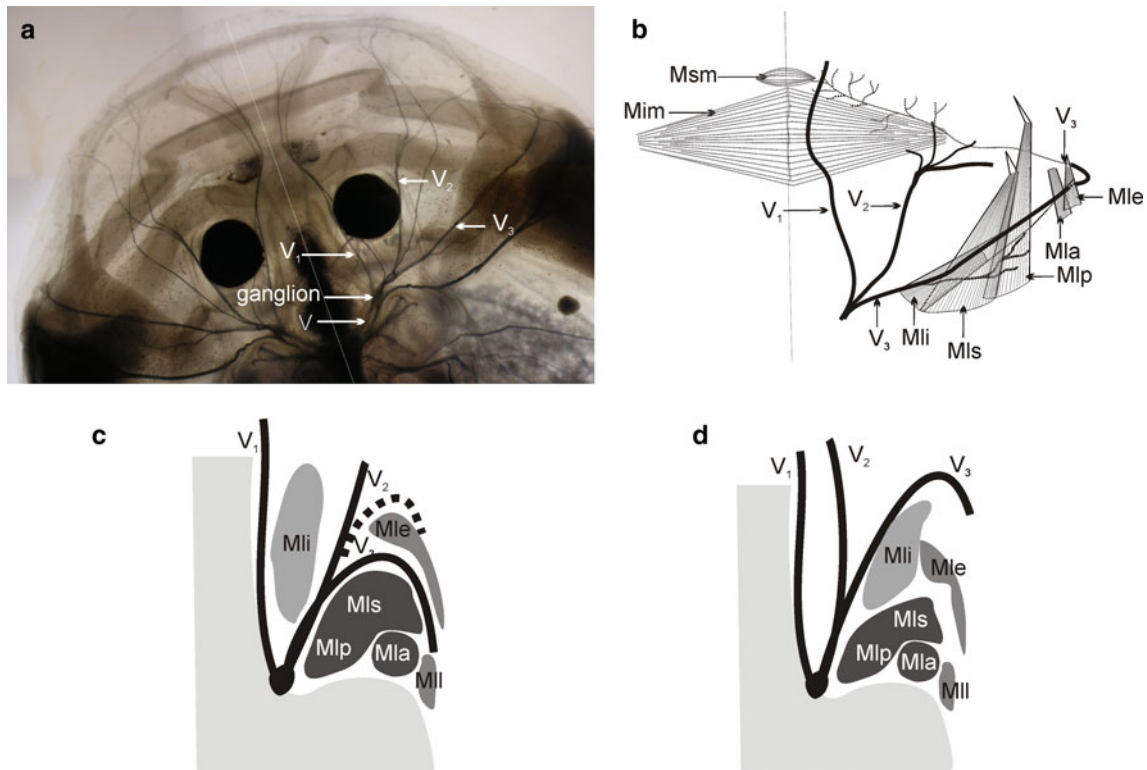 a
V2
V3
V1
ganglion
V
b
Msm
Mim
V3
V1
V2
Mle
Mla
Mlp
V3
Mli
Mls
c
V1
V2
Mli
Mle
V3
Mls
Mlp
Mla
Mll
d
V1
V2
V3
Mli
Mle
Mls
Mlp
Mla
Mll